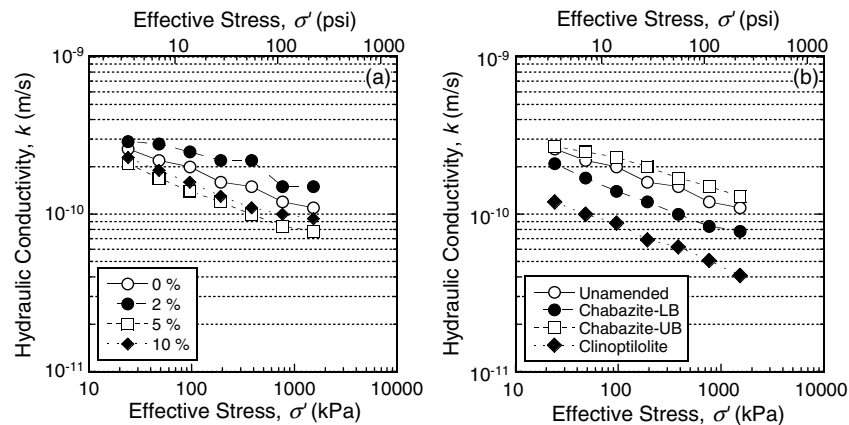 Effective Stress, σ' (psi)
10 100 1000
10⁻⁹
(a)
Hydraulic Conductivity, k (m/s)
10⁻¹⁰
0 %
2 %
5 %
10 %
10⁻¹¹
10 100 1000 10000
Effective Stress, σ' (kPa)
Effective Stress, σ' (psi)
10 100 1000
10⁻⁹
(b)
Hydraulic Conductivity, k (m/s)
10⁻¹⁰
Unamended
Chabazite-LB
Chabazite-UB
Clinoptilolite
10⁻¹¹
10 100 1000 10000
Effective Stress, σ' (kPa)